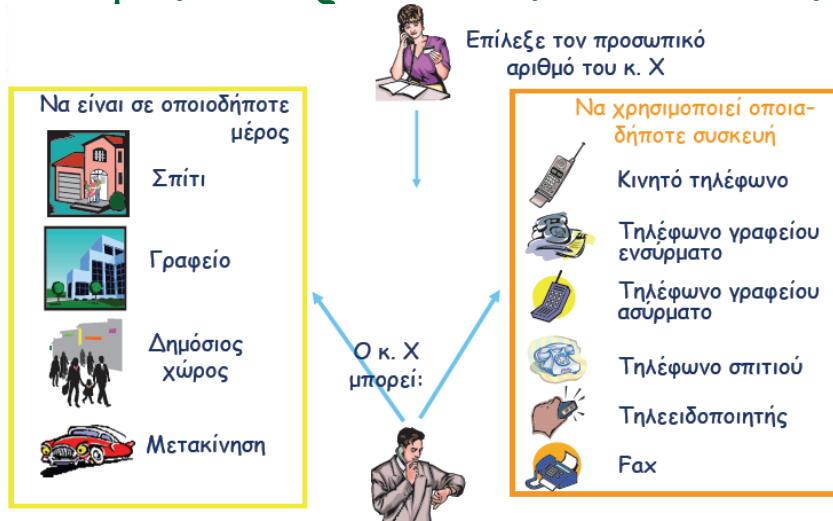 Επίλεξε τον προσωπικό
αριθμό του κ. Χ
Να είναι σε οποιοδήποτε
μέρος
Σπίτι
Γραφείο
Δημόσιος
χώρος
Μετακίνηση
Ο κ. Χ
μπορεί:
Να χρησιμοποιεί οποια-
δήποτε συσκευή
Κινητό τηλέφωνο
Τηλέφωνο γραφείου
ενσύρματο
Τηλέφωνο γραφείου
ασύρματο
Τηλέφωνο σπιτιού
Τηλεειδοποιητής
Fax